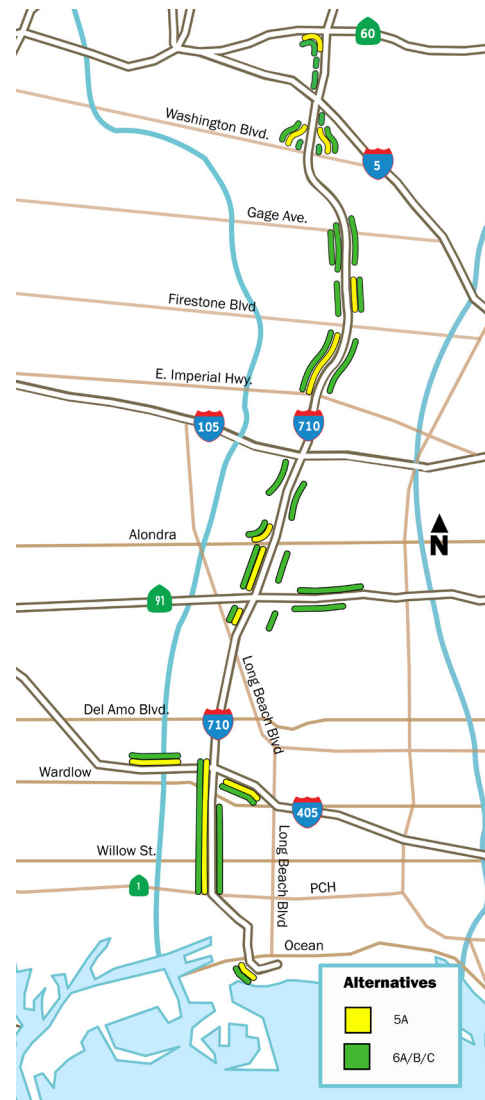 60
Washington Blvd.
5
Gage Ave.
Firestone Blvd
E. Imperial Hwy.
105
710
Alondra
N
91
Long Beach Blvd
Del Amo Blvd.
710
Wardlow
405
Willow St.
Long Beach Blvd
1
PCH
Ocean
Alternatives
5A
6A/B/C